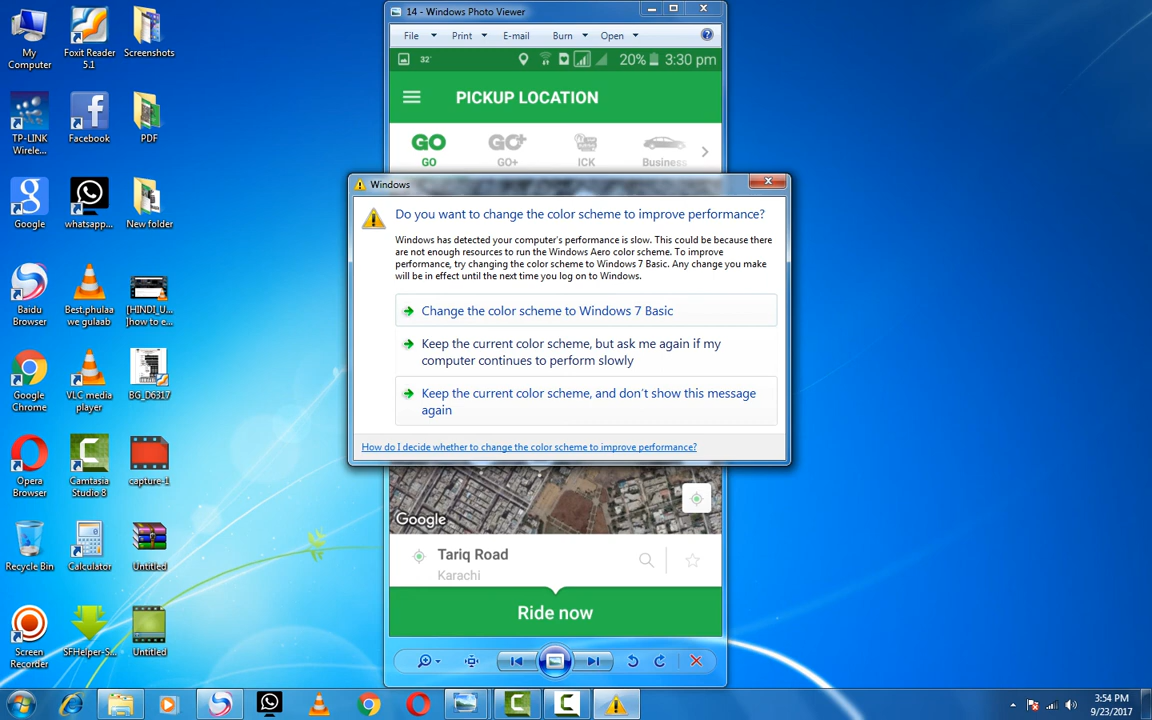 My Computer
Foxit Reader 5.1
Screenshots
TP-LINK Wirele...
Facebook
PDF
Google
whatsapp...
New folder
Baidu Browser
Best.phulaa we gulaab
[HINDI_U... ]how to e...
Google Chrome
VLC media player
BG_D6317
Opera Browser
Camtasia Studio 8
capture-1
Recycle Bin
Calculator
Untitled
Screen Recorder
SFHelper-S...
Untitled
14 - Windows Photo Viewer
File Print E-mail Burn Open
32°
20% 3:30 pm
PICKUP LOCATION
GO GO+
GO GO+ ICK Business
Windows
Do you want to change the color scheme to improve performance?
Windows has detected your computer's performance is slow. This could be because there
are not enough resources to run the Windows Aero color scheme. To improve
performance, try changing the color scheme to Windows 7 Basic. Any change you make
will be in effect until the next time you log on to Windows.
Change the color scheme to Windows 7 Basic
Keep the current color scheme, but ask me again if my
computer continues to perform slowly
Keep the current color scheme, and don't show this message
again
How do I decide whether to change the color scheme to improve performance?
Google
Tariq Road
Karachi
Ride now
3:54 PM
9/23/2017